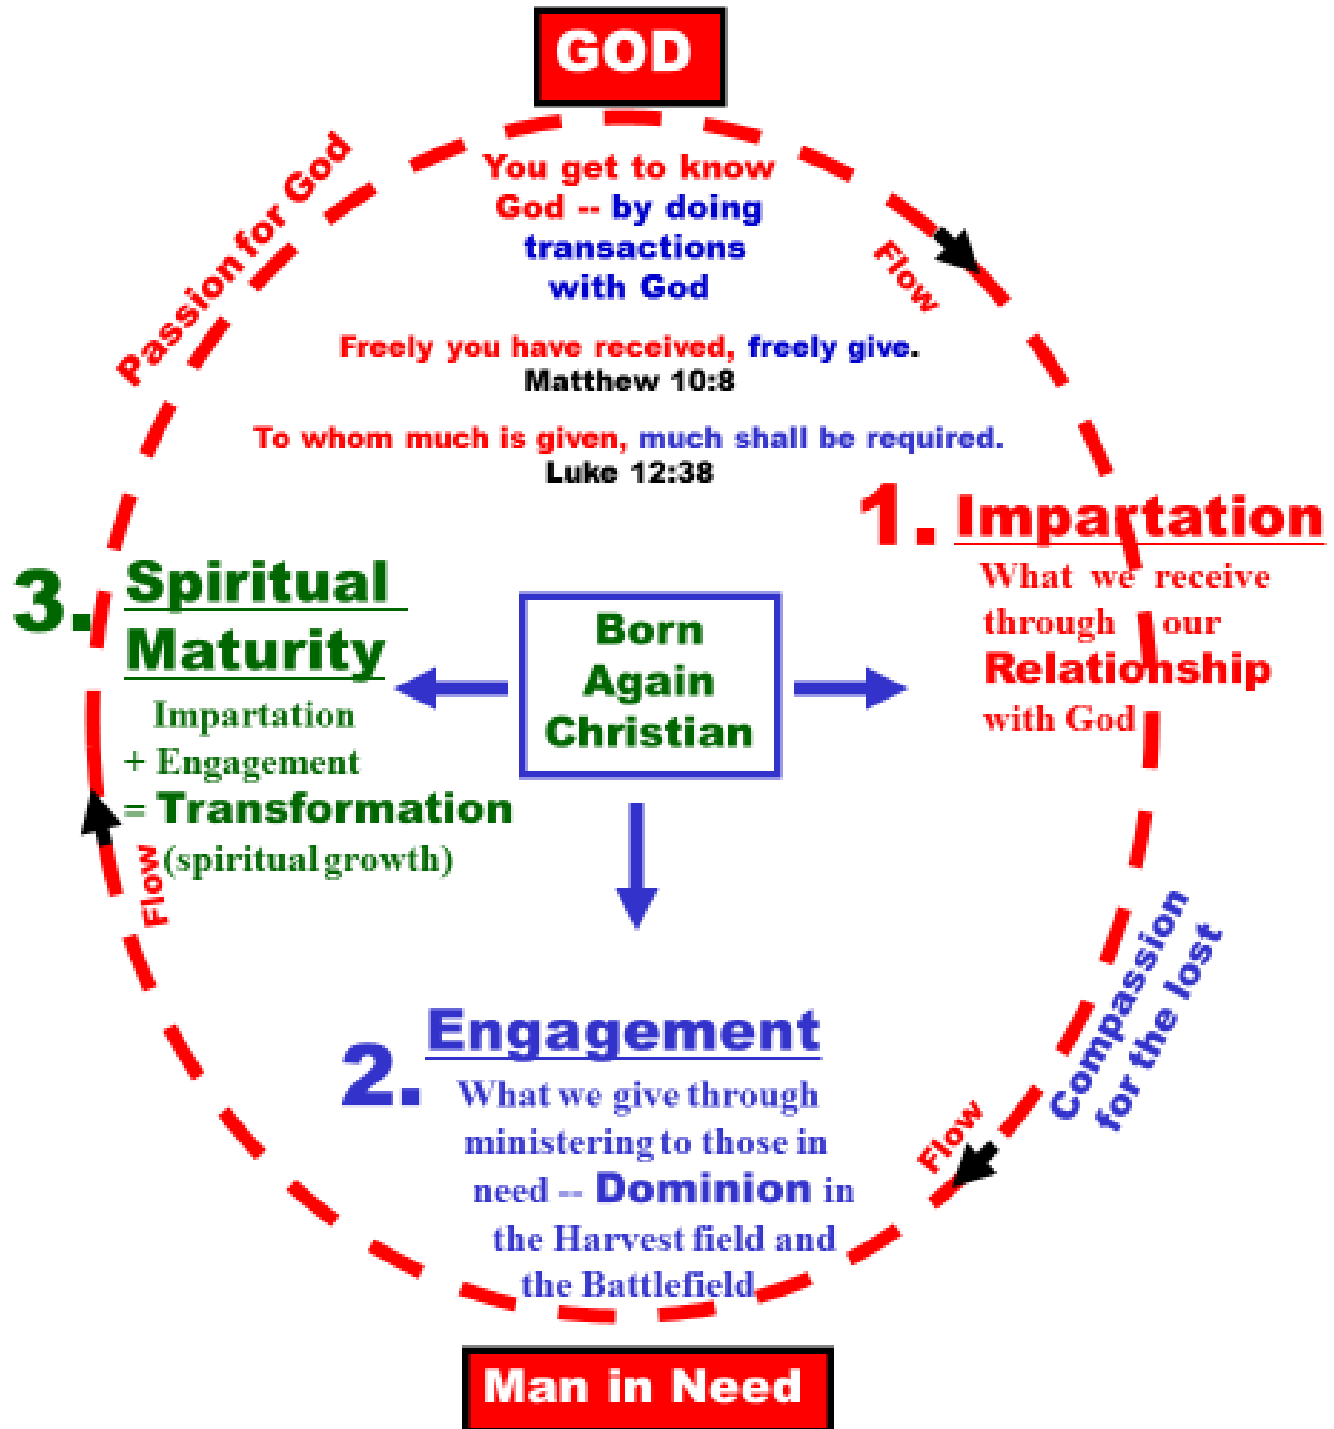 GOD
You get to know
God -- by doing
transactions
with God
Passion for God
Flow
Freely you have received, freely give.
Matthew 10:8
To whom much is given, much shall be required.
Luke 12:38
1. Impartation
What we receive
through our
Relationship
with God
3. Spiritual
Maturity
Impartation
+ Engagement
= Transformation
(spiritual growth)
Flow
Born
Again
Christian
Compassion
for the lost
Flow
2. Engagement
What we give through
ministering to those in
need -- Dominion in
the Harvest field and
the Battlefield
Man in Need